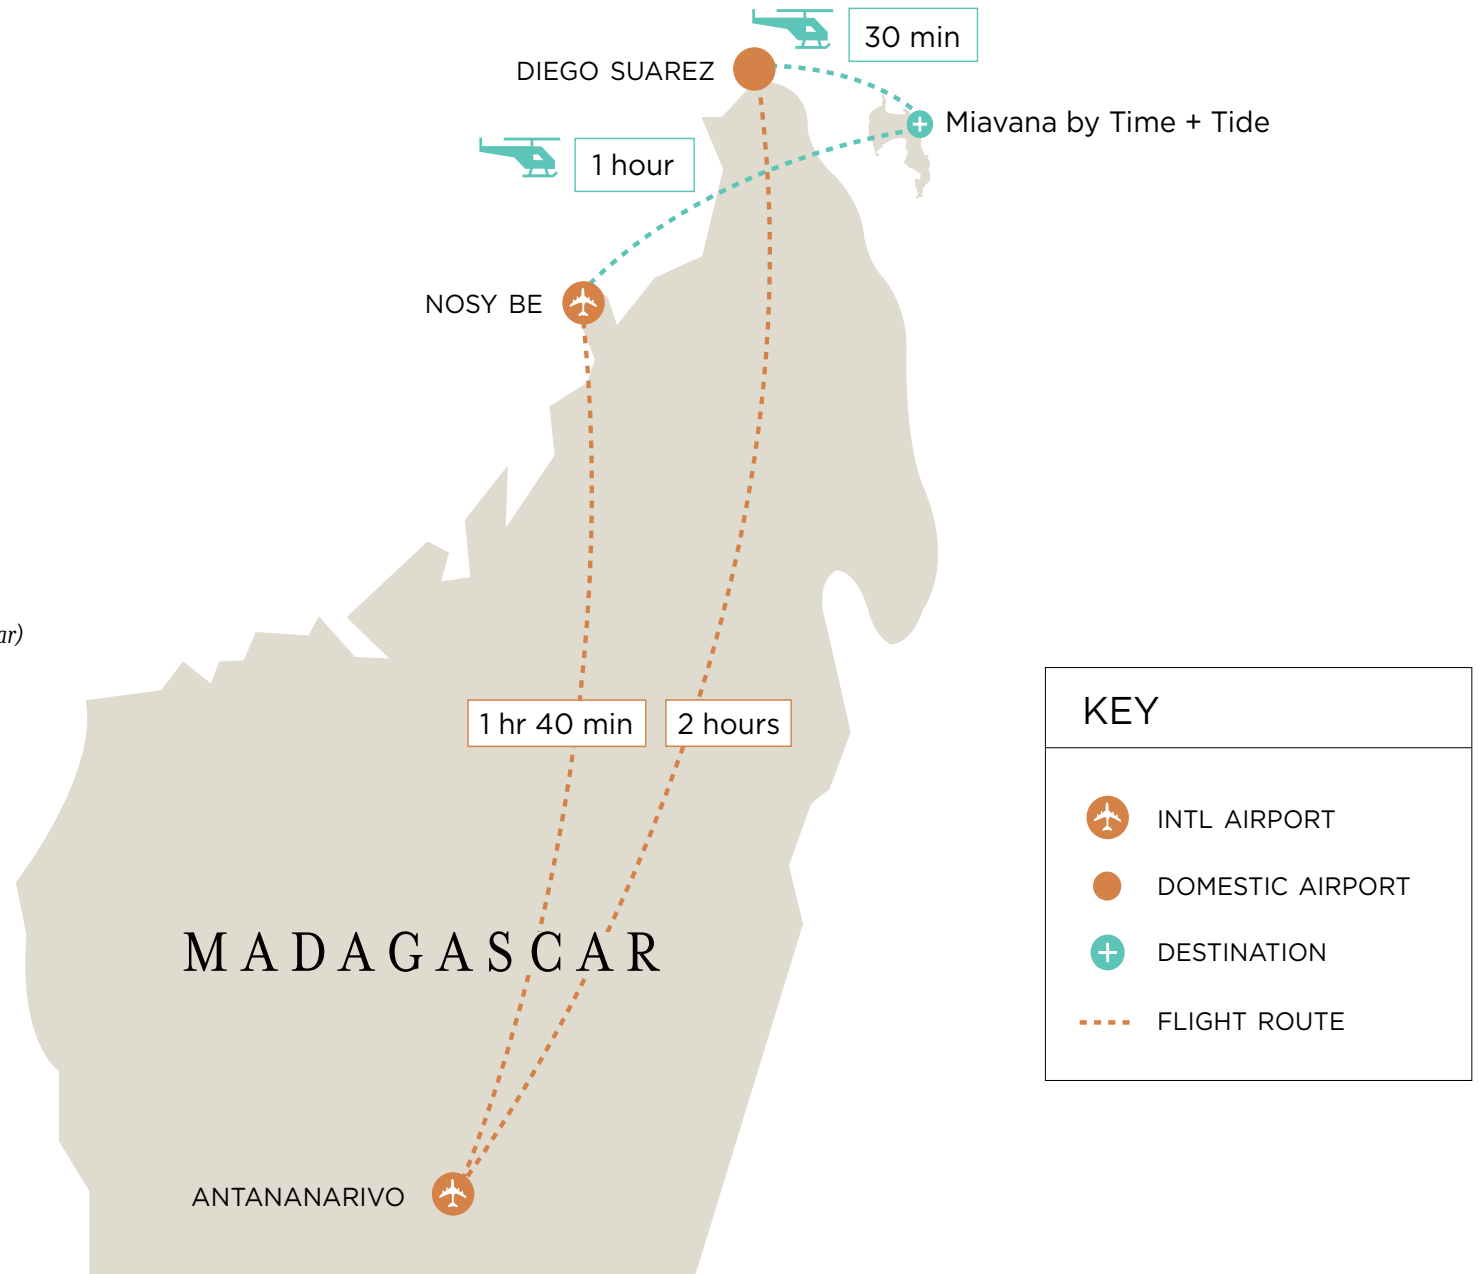 30 min
DIEGO SUAREZ
Miavana by Time + Tide
1 hour
NOSY BE
ar)
1 hr 40 min
2 hours
KEY
INTL AIRPORT
DOMESTIC AIRPORT
DESTINATION
FLIGHT ROUTE
MADAGASCAR
ANTANANARIVO